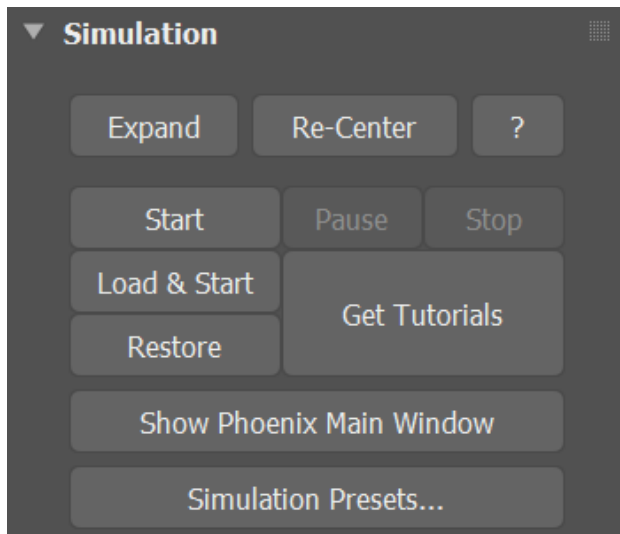 Simulation
Expand Re-Center ?
Start Pause Stop
Load & Start
Get Tutorials
Restore
Show Phoenix Main Window
Simulation Presets...